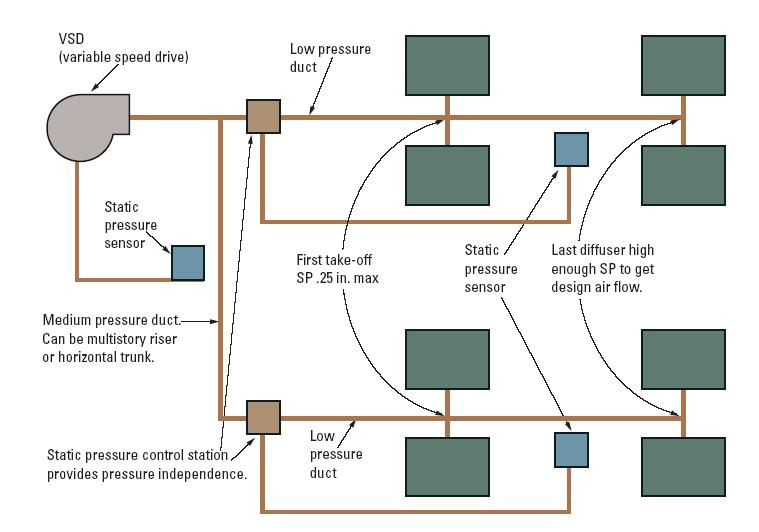 VSD
(variable speed drive)
Low pressure
duct
Static
pressure
sensor
First take-off
SP .25 in. max
Static
pressure
sensor
Last diffuser high
enough SP to get
design air flow.
Medium pressure duct.
Can be multistory riser
or horizontal trunk.
Static pressure control station
provides pressure independence.
Low
pressure
duct